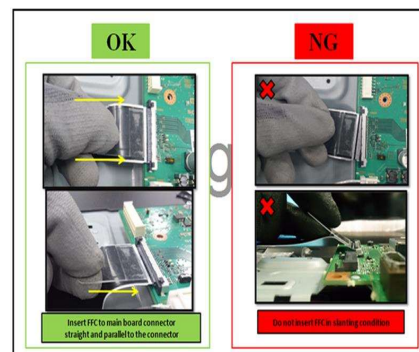 OK
NG
g
Insert FFC to main board connector
straight and parallel to the connector
Do not insert FFC in slanting condition